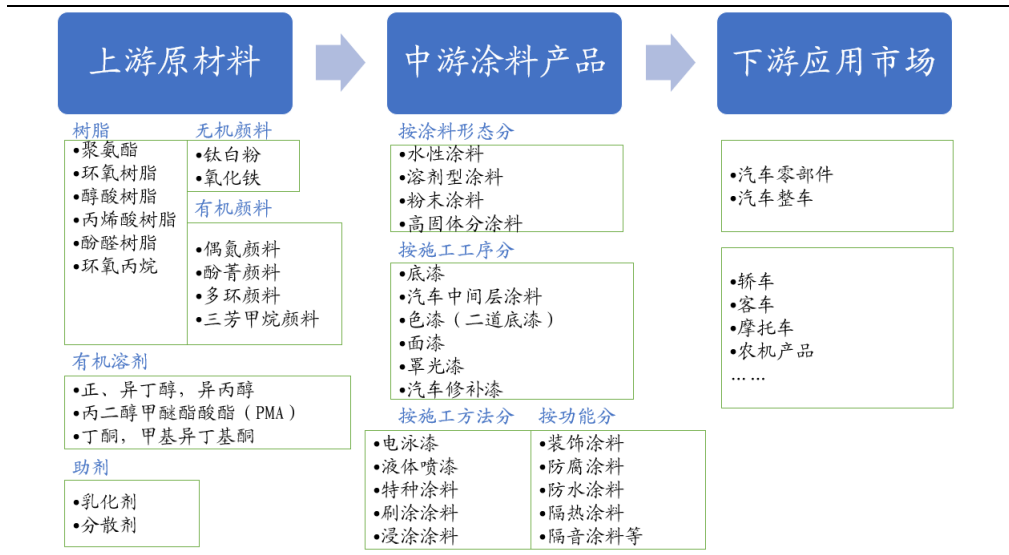 上游原材料
树脂
•聚氨酯
•环氧树脂
•醇酸树脂
•丙烯酸树脂
•酚醛树脂
•环氧丙烷
无机颜料
•钛白粉
•氧化铁
有机颜料
•偶氮颜料
•酚菁颜料
•多环颜料
•三芳甲烷颜料
有机溶剂
•正、异丁醇，异丙醇
•丙二醇甲醚酯酸酯（PMA）
•丁酮，甲基异丁基酮
助剂
•乳化剂
•分散剂
中游涂料产品
按涂料形态分
•水性涂料
•溶剂型涂料
•粉末涂料
•高固体分涂料
按施工工序分
•底漆
•汽车中间层涂料
•色漆（二道底漆）
•面漆
•罩光漆
•汽车修补漆
按施工方法分
•电泳漆
•液体喷漆
•特种涂料
•刷涂涂料
•浸涂涂料
按功能分
•装饰涂料
•防腐涂料
•防水涂料
•隔热涂料
•隔音涂料等
下游应用市场
•汽车零部件
•汽车整车
•轿车
•客车
•摩托车
•农机产品
……